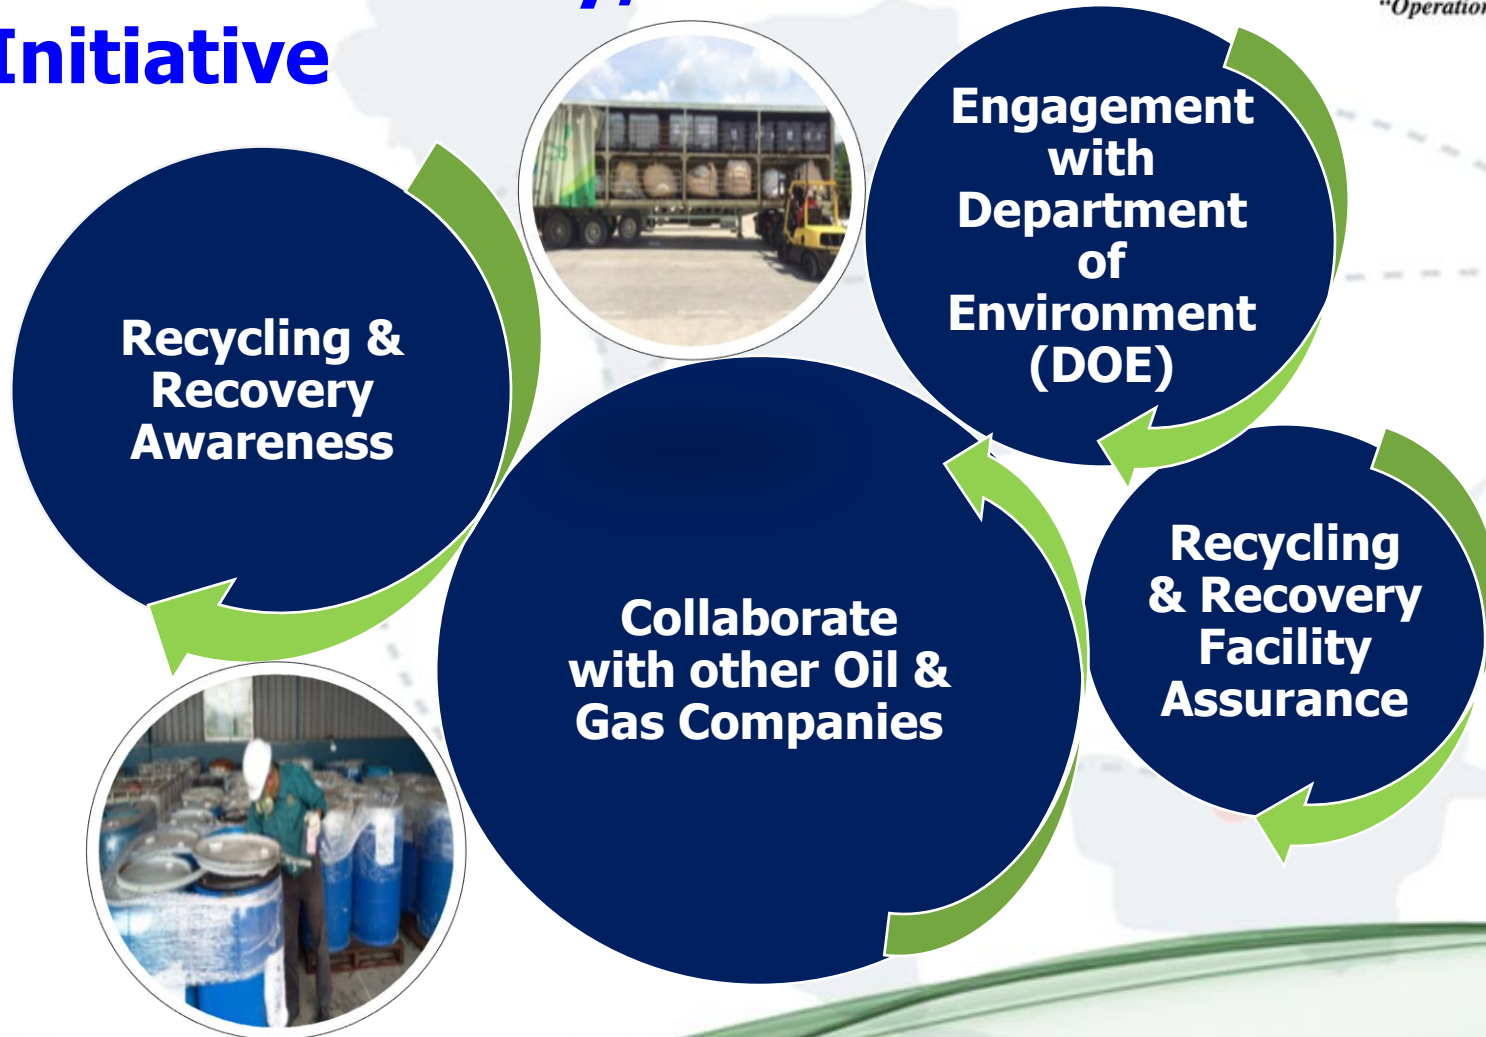 Initiative
"Operation
Engagement
with
Department
of
Environment
(DOE)
Recycling &
Recovery
Awareness
Collaborate
with other Oil &
Gas Companies
Recycling
& Recovery
Facility
Assurance